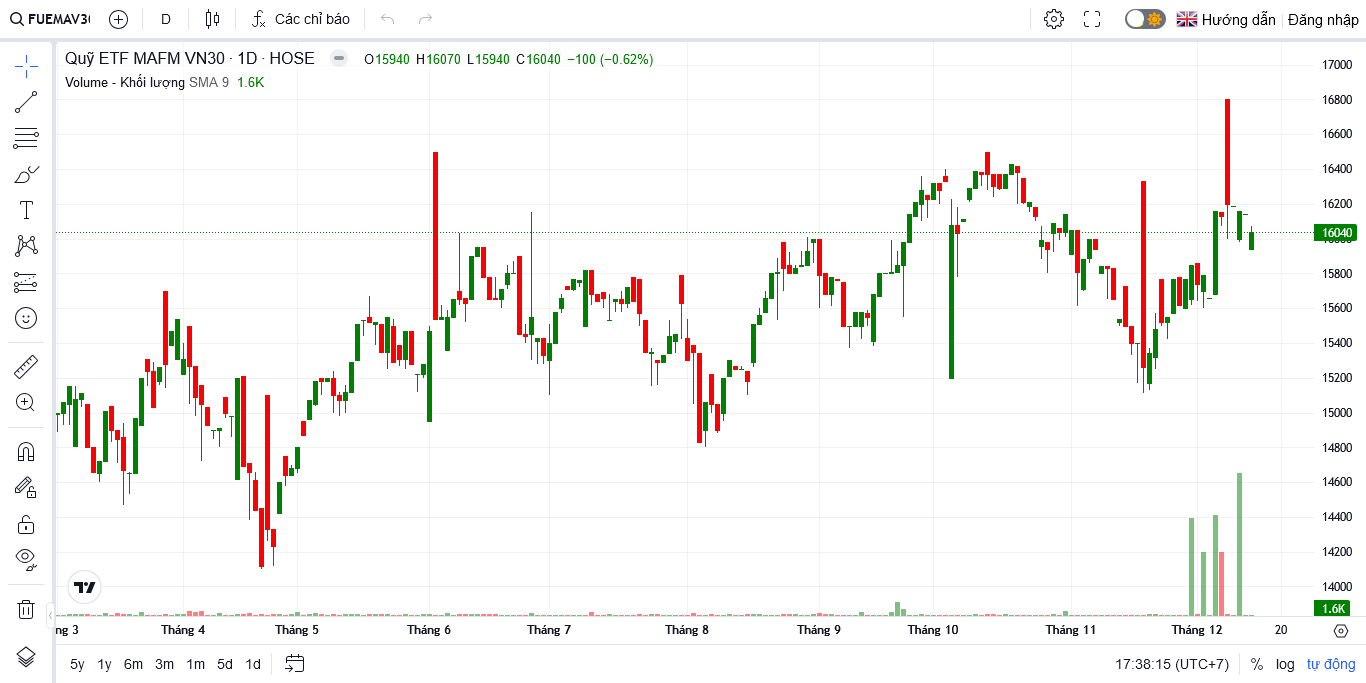 FUEMAV30
D
Các chỉ báo
Hướng dẫn
Đăng nhập
Quỹ ETF MAFM VN30 · 1D · HOSE
O15940 H16070 L15940 C16040 −100 (−0.62%)
Volume - Khối lượng SMA 9 1.6K
17000
16800
16600
16400
16200
16040
16000
15800
15600
15400
15200
15000
14800
14600
14400
14200
14000
1.6K
ng 3 Tháng 4 Tháng 5 Tháng 6 Tháng 7 Tháng 8 Tháng 9 Tháng 10 Tháng 11 Tháng 12 20
5y 1y 6m 3m 1m 5d 1d
17:38:15 (UTC+7) % log tự động